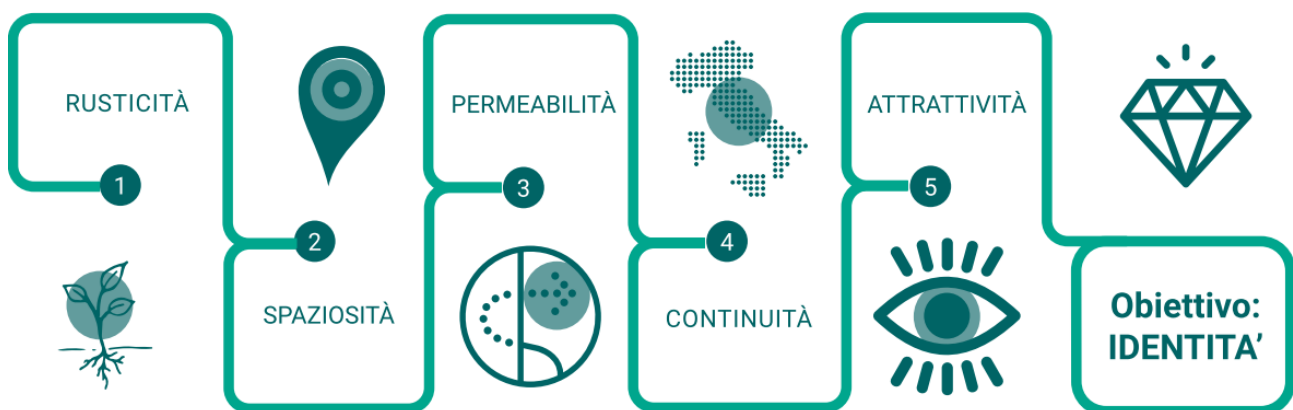 RUSTICITÀ
1
2
SPAZIOSITÀ
PERMEABILITÀ
3
4
CONTINUITÀ
ATTRATTIVITÀ
5
Obiettivo:
IDENTITA’